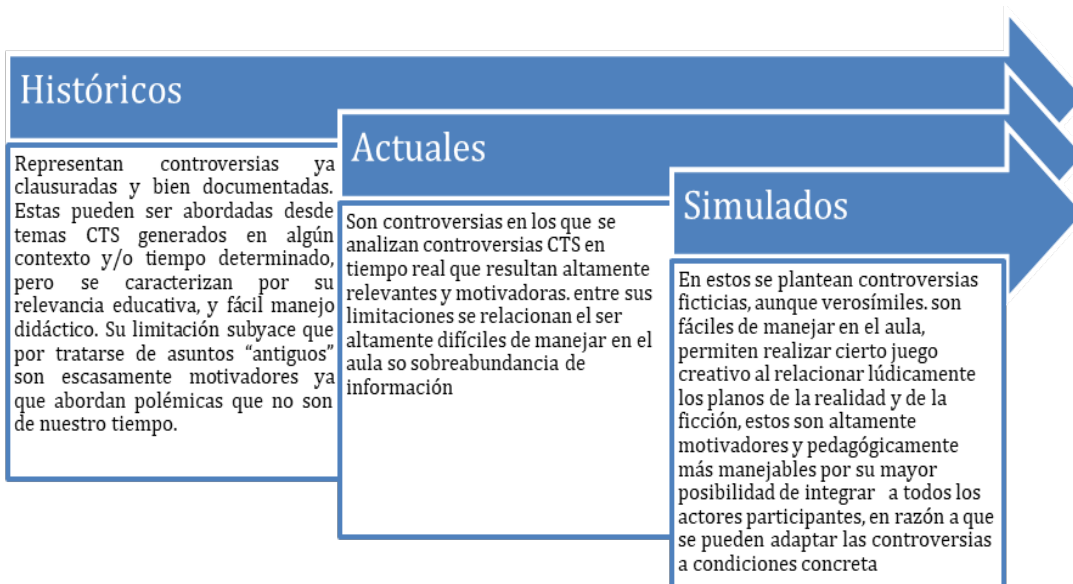 Históricos
Representan controversias ya
clausuradas y bien documentadas.
Estas pueden ser abordadas desde
temas CTS generados en algún
contexto y/o tiempo determinado,
pero se caracterizan por su
relevancia educativa, y fácil manejo
didáctico. Su limitación subyace que
por tratarse de asuntos “antiguos”
son escasamente motivadores ya
que abordan polémicas que no son
de nuestro tiempo.
Actuales
Son controversias en los que se
analizan controversias CTS en
tiempo real que resultan altamente
relevantes y motivadoras. entre sus
limitaciones se relacionan el ser
altamente difíciles de manejar en el
aula so sobreabundancia de
información
Simulados
En estos se plantean controversias
ficticias, aunque verosímiles. son
fáciles de manejar en el aula,
permiten realizar cierto juego
creativo al relacionar lúdicamente
los planos de la realidad y de la
ficción, estos son altamente
motivadores y pedagógicamente
más manejables por su mayor
posibilidad de integrar a todos los
actores participantes, en razón a que
se pueden adaptar las controversias
a condiciones concreta